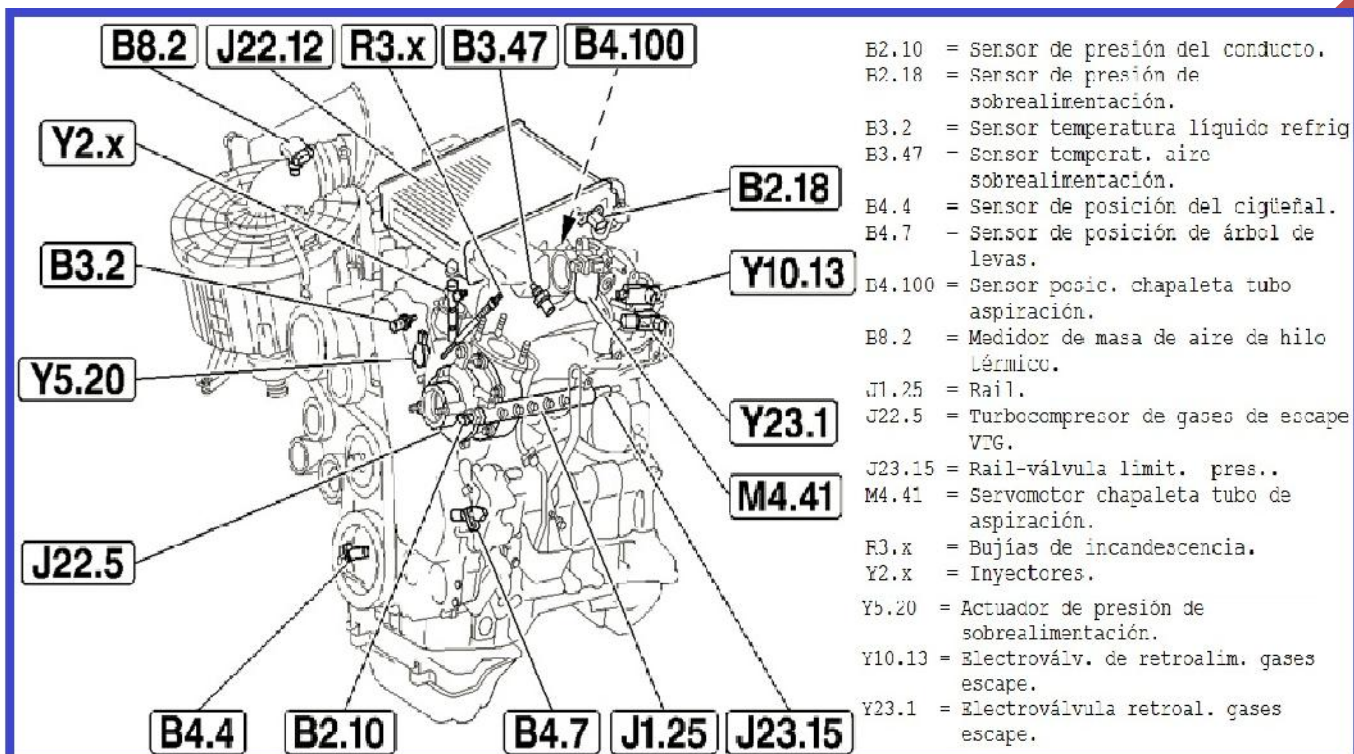 B8.2 J22.12 R3.x B3.47 B4.100
Y2.x
B2.18
B3.2
Y10.13
Y5.20
Y23.1
M4.41
J22.5
B4.4 B2.10 B4.7 J1.25 J23.15
B2.10 = Sensor de presión del conducto.
B2.18 = Sensor de presión de
sobrealimentación.
B3.2 = Sensor temperatura líquido refrig
B3.47 = Sensor temperat. aire
sobrealimentación.
B4.4 = Sensor de posición del cigüeñal.
B4.7 = Sensor de posición de árbol de
levas.
B4.100 = Sensor posic. chapaleta tubo
aspiración.
B8.2 = Medidor de masa de aire de hilo
térmico.
J1.25 = Rail.
J22.5 = Turbocompresor de gases de escape
VTG.
J23.15 = Rail-válvula limit. pres..
M4.41 = Servomotor chapaleta tubo de
aspiración.
R3.x = Bujías de incandescencia.
Y2.x = Inyectores.
Y5.20 = Actuador de presión de
sobrealimentación.
Y10.13 = Electroválv. de retroalim. gases
escape.
Y23.1 = Electroválvula retroal. gases
escape.